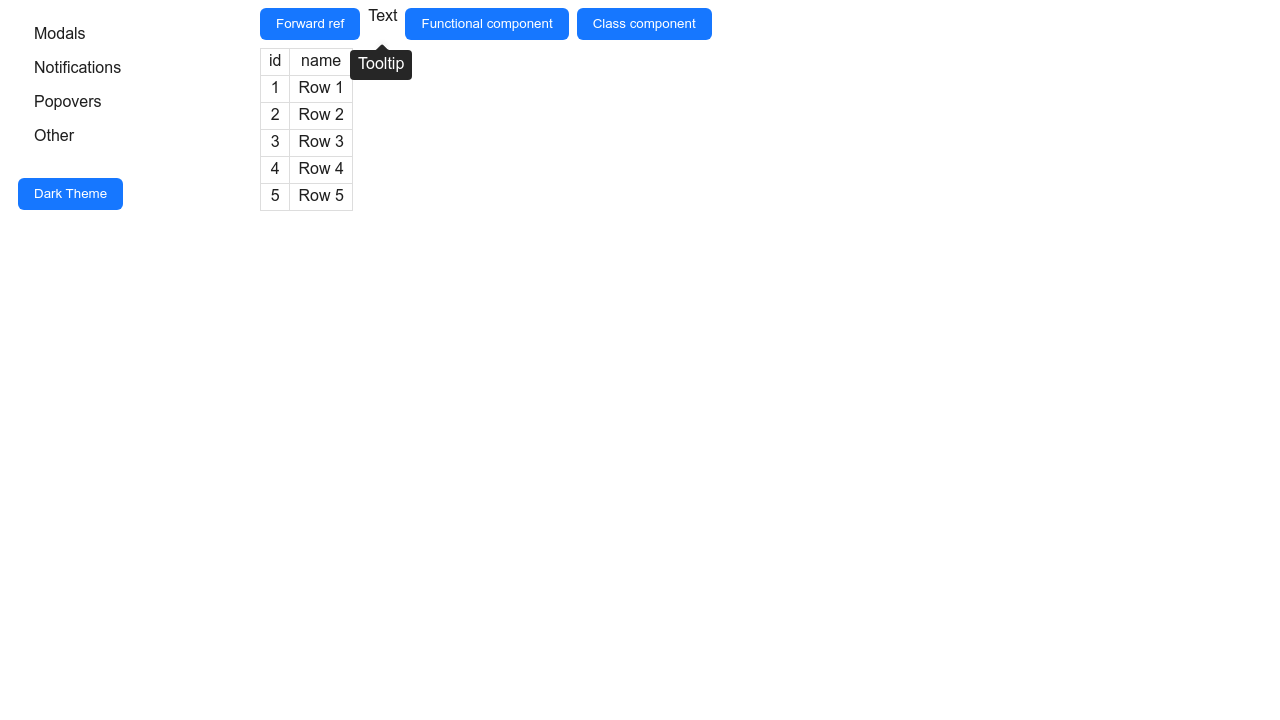 Modals
Notifications
Popovers
Other
Dark Theme
Forward ref Text Functional component Class component
Tooltip
id name
1 Row 1
2 Row 2
3 Row 3
4 Row 4
5 Row 5